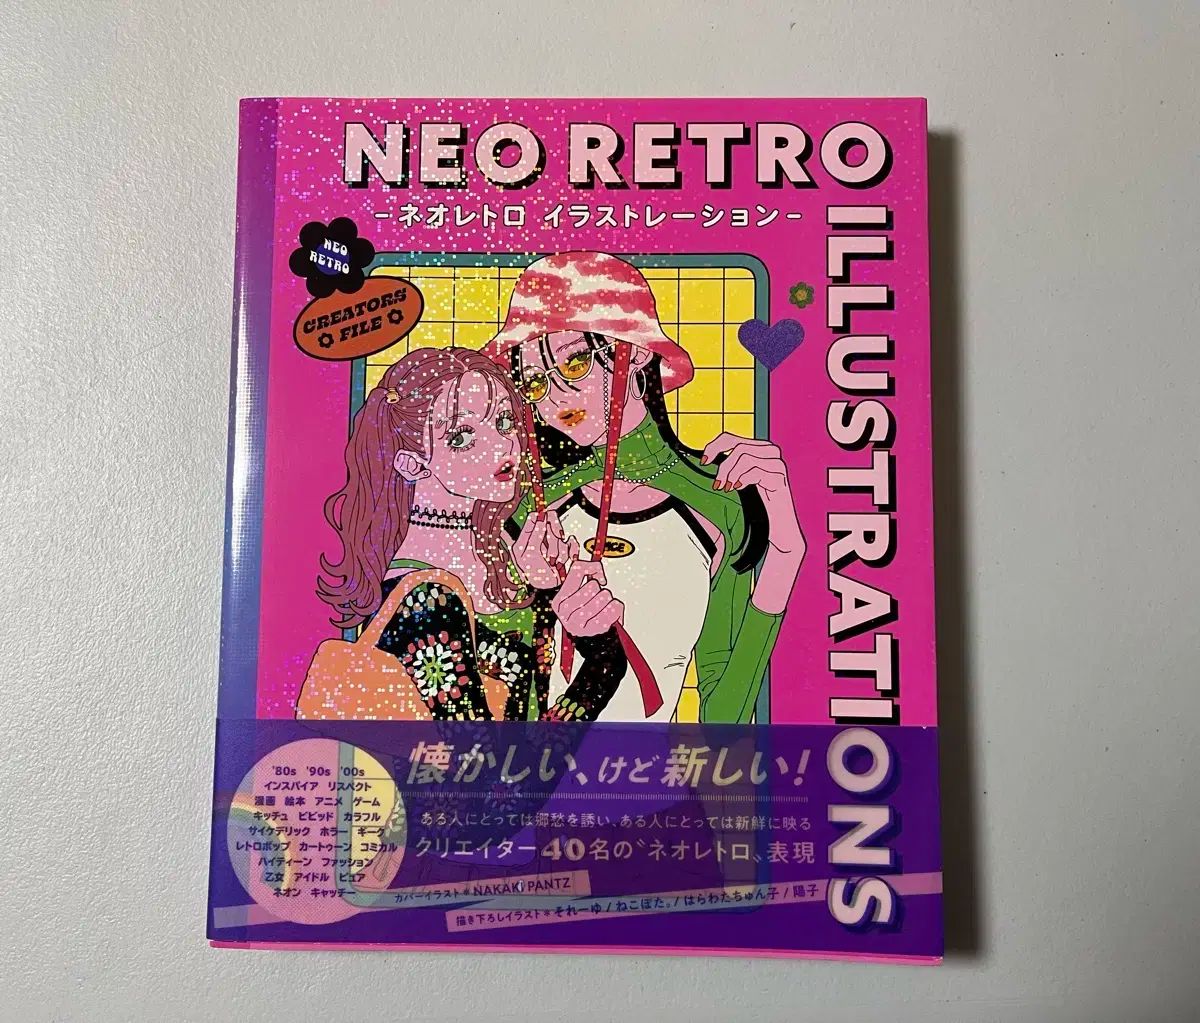 NEO RETRO
ILLUSTRATIONS
-ネオレトロ イラストレーション-
NEO
RETRO
CREATORS
FILE
'80s '90s '00s
インスパイア リスペクト
漫画 絵本 アニメ ゲーム
キッチュ ビビッド カラフル
サイケデリック ホラー ギーク
レトロポップ カートゥーン コミカル
ハイティーン ファッション
乙女 アイドル ピュア
ネオン キャッチー
懐かしい、けど新しい!
ある人にとっては郷愁を誘い、ある人にとっては新鮮に映る
クリエイター40名の〝ネオレトロ〟表現
カバーイラスト*NAKAKI PANTZ
描き下ろしイラスト*それーゆ/ねこぽた。/はらわたちゅん子/陽子